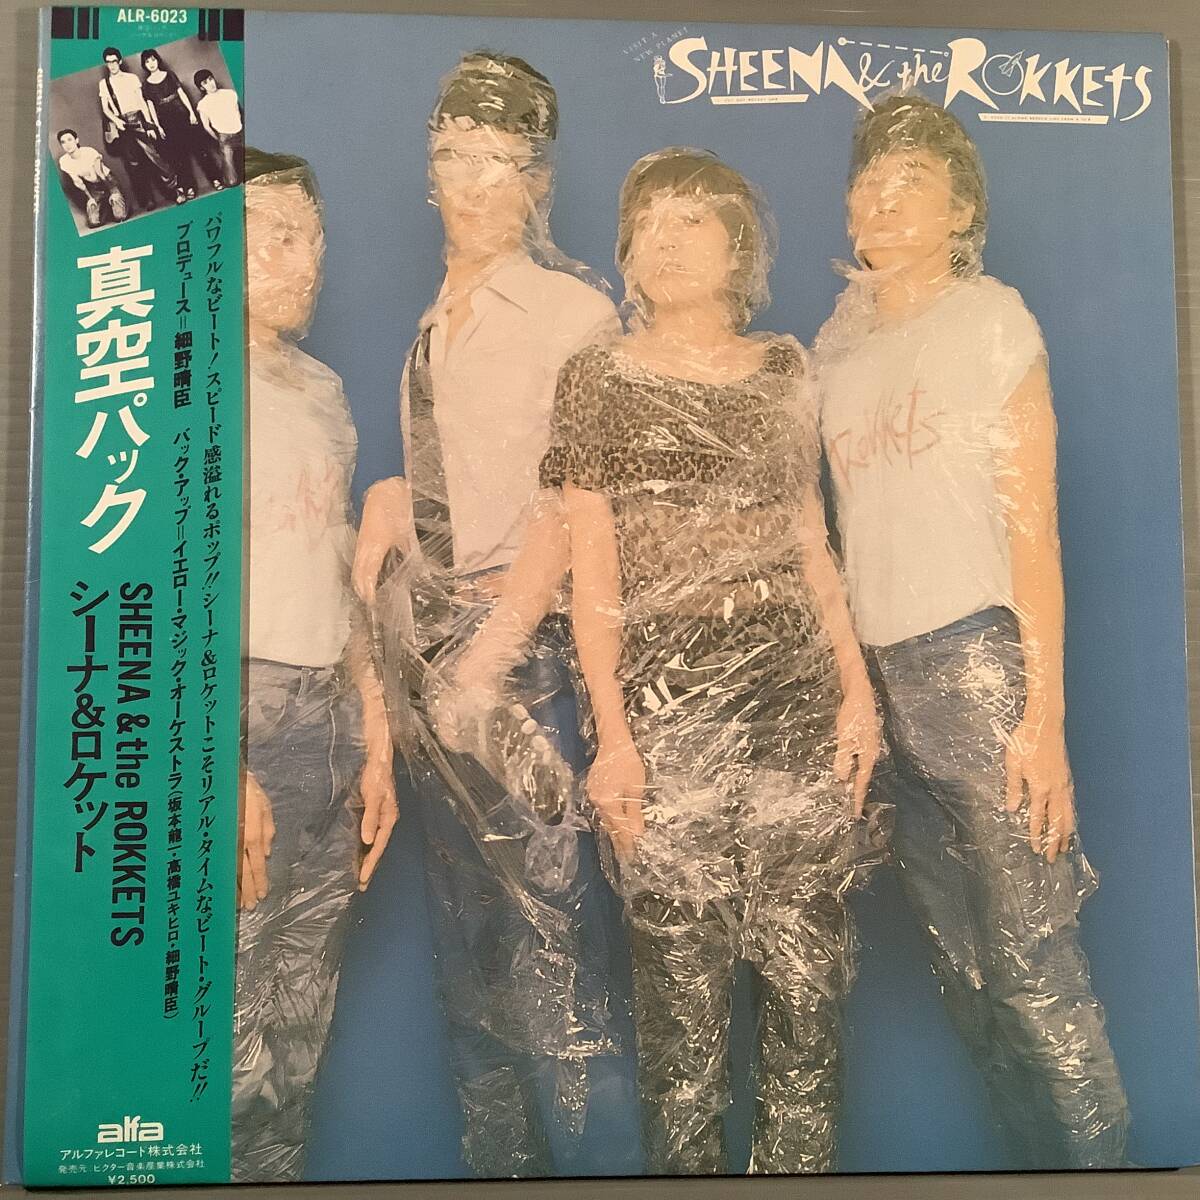 ALR-6023
真空パック
SHEENA & the ROKKETS
シーナ&ロケット
パワフルなビート!スピード感溢れるポップ!!シーナ&ロケットこそリアル・タイムなビート・グループだ!!
プロデュース=細野晴臣 バック・アップ=イエロー・マジック・オーケストラ(坂本龍一・高橋ユキヒロ・細野晴臣)
alfa
アルファレコード株式会社
発売元:ビクター音楽産業株式会社
¥2,500
VISIT A
NEW PLANET
SHEENA & the ROKKETS
ROKKETS